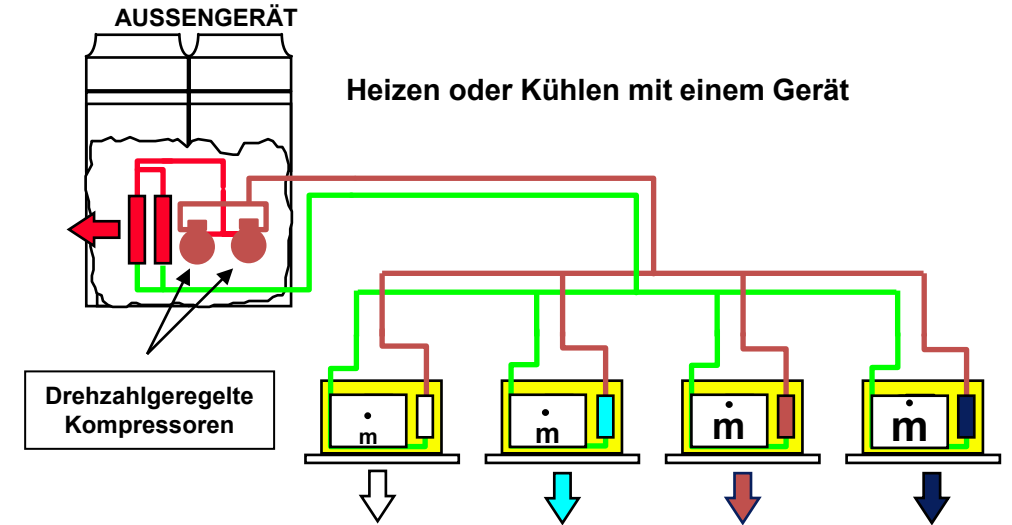 AUSSENGERÄT
Heizen oder Kühlen mit einem Gerät
Drehzahlgeregelte
Kompressoren
ṁ
ṁ
ṁ
ṁ